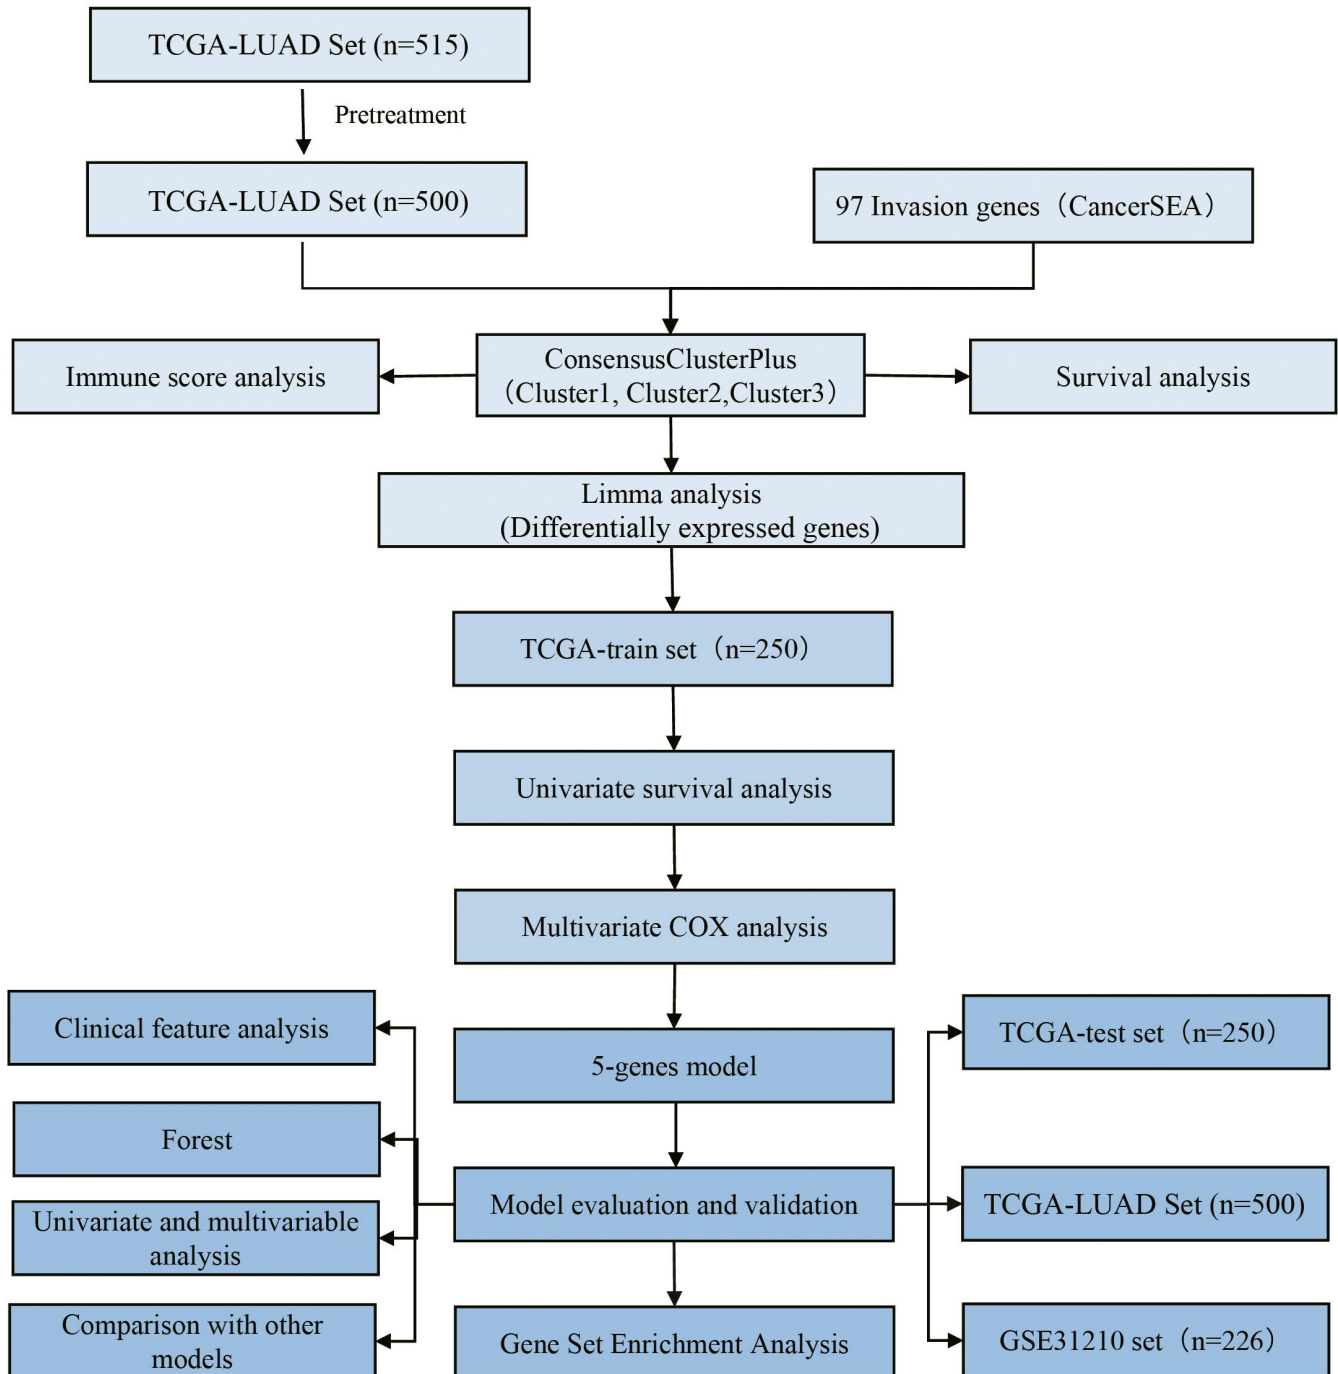 TCGA-LUAD Set (n=515)
Pretreatment
TCGA-LUAD Set (n=500)
97 Invasion genes（CancerSEA）
Immune score analysis
ConsensusClusterPlus
（Cluster1, Cluster2,Cluster3）
Survival analysis
Limma analysis
(Differentially expressed genes)
TCGA-train set（n=250）
Univariate survival analysis
Multivariate COX analysis
5-genes model
Model evaluation and validation
Gene Set Enrichment Analysis
Clinical feature analysis
Forest
Univariate and multivariable
analysis
Comparison with other
models
TCGA-test set（n=250）
TCGA-LUAD Set (n=500)
GSE31210 set（n=226）